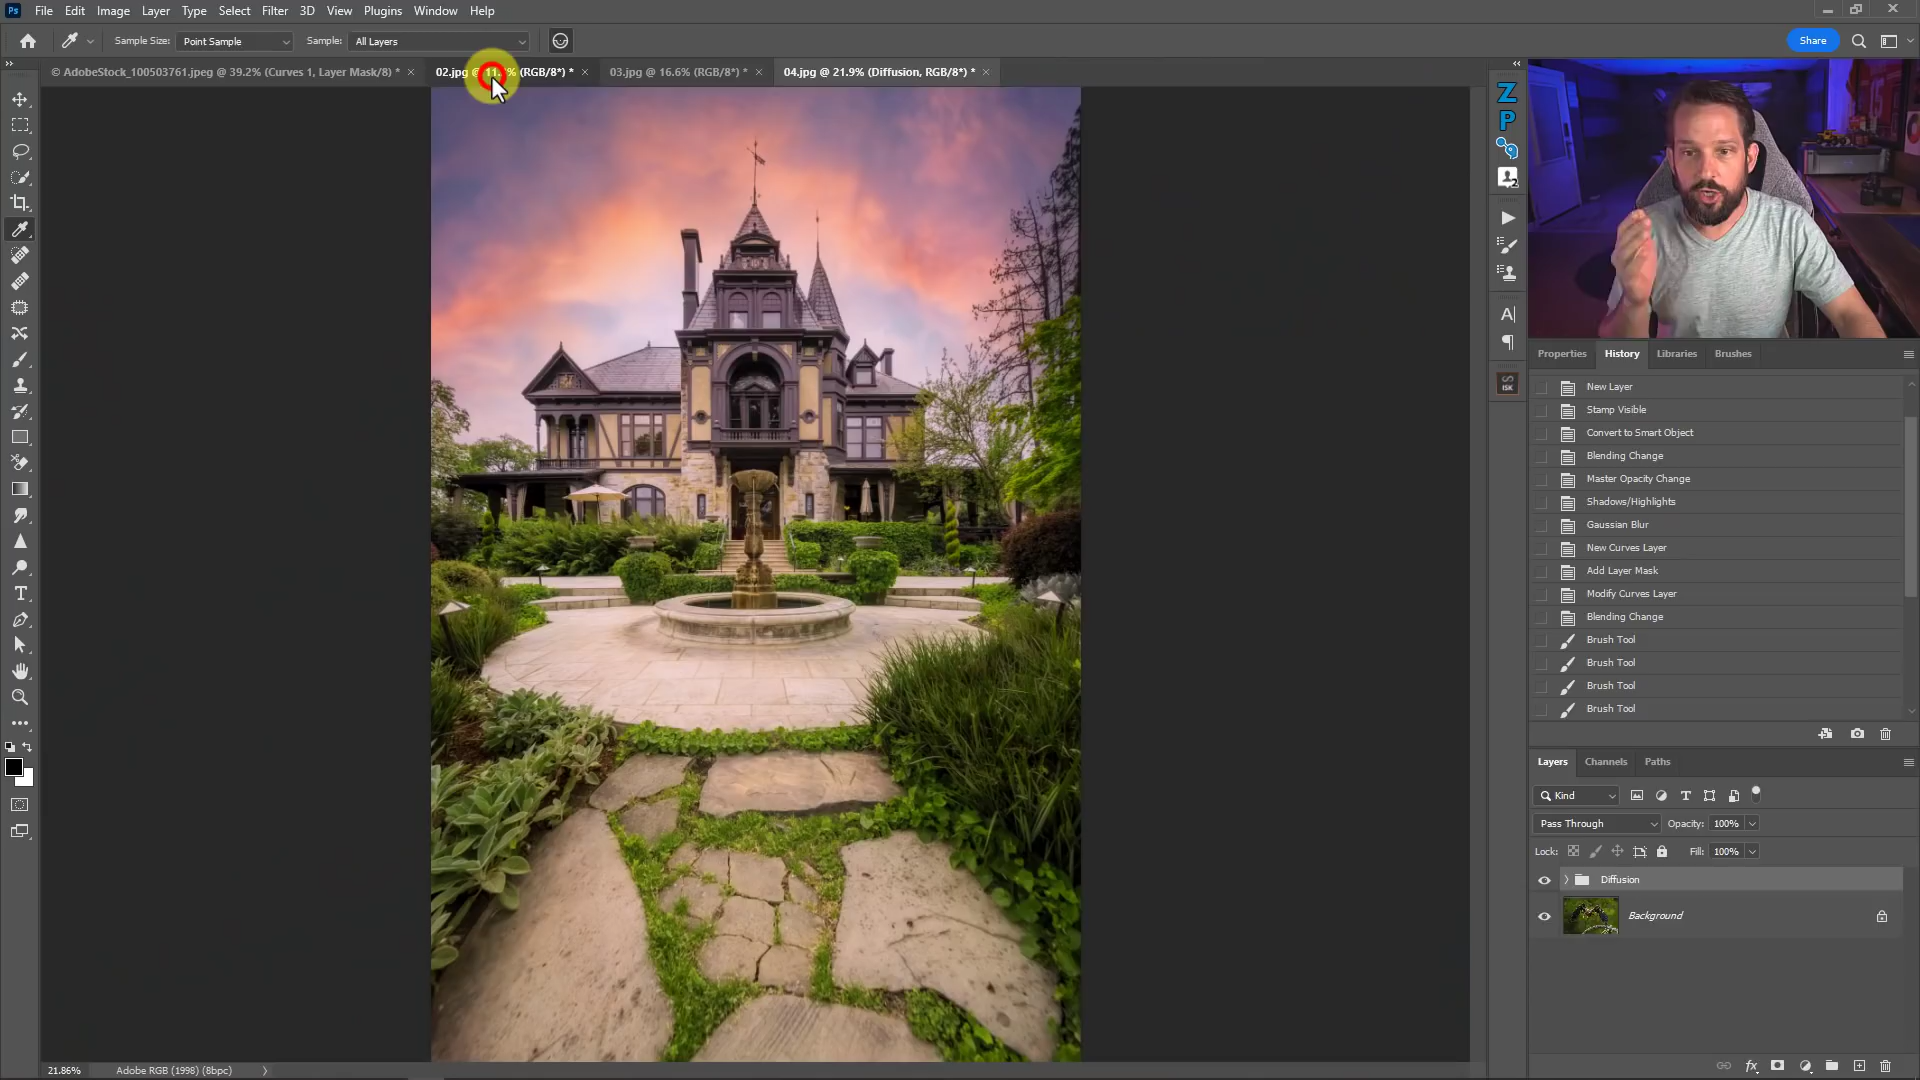 Ps File Edit Image Layer Type Select Filter 3D View Plugins Window Help
Sample Size: Point Sample Sample: All Layers Share
© AdobeStock_100503761.jpeg @ 39.2% (Curves 1, Layer Mask/8) * × 02.jpg @ (RGB/8*) * × 03.jpg @ 16.6% (RGB/8*) * × 04.jpg @ 21.9% (Diffusion, RGB/8*) * ×
Z
P
2
A
¶
Properties History Libraries Brushes
New Layer
Stamp Visible
Convert to Smart Object
Blending Change
Master Opacity Change
Shadows/Highlights
Gaussian Blur
New Curves Layer
Add Layer Mask
Modify Curves Layer
Blending Change
Brush Tool
Brush Tool
Brush Tool
Brush Tool
Layers Channels Paths
Kind
Pass Through Opacity: 100%
Lock: Fill: 100%
Diffusion
Background
fx
21.86% Adobe RGB (1998) (8bpc)